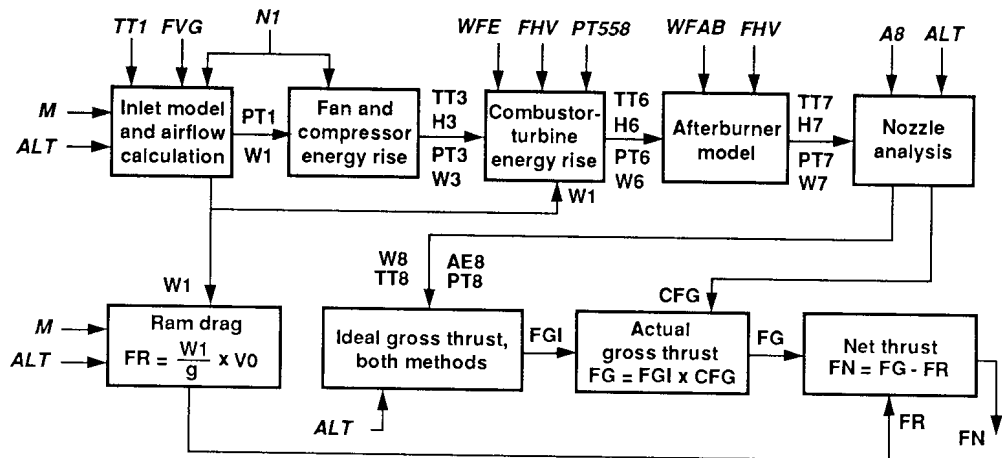 N1
TT1 FVG
WFE FHV PT558
WFAB FHV
A8 ALT
M
ALT
Inlet model
and airflow
calculation
PT1
W1
Fan and
compressor
energy rise
TT3
H3
PT3
W3
Combustor-
turbine
energy rise
W1
TT6
H6
PT6
W6
Afterburner
model
TT7
H7
PT7
W7
Nozzle
analysis
W1
W8
TT8
AE8
PT8
CFG
M
ALT
Ram drag
FR = W1/g x V0
Ideal gross thrust,
both methods
ALT
FGI
Actual
gross thrust
FG = FGI x CFG
FG
Net thrust
FN = FG - FR
FR
FN